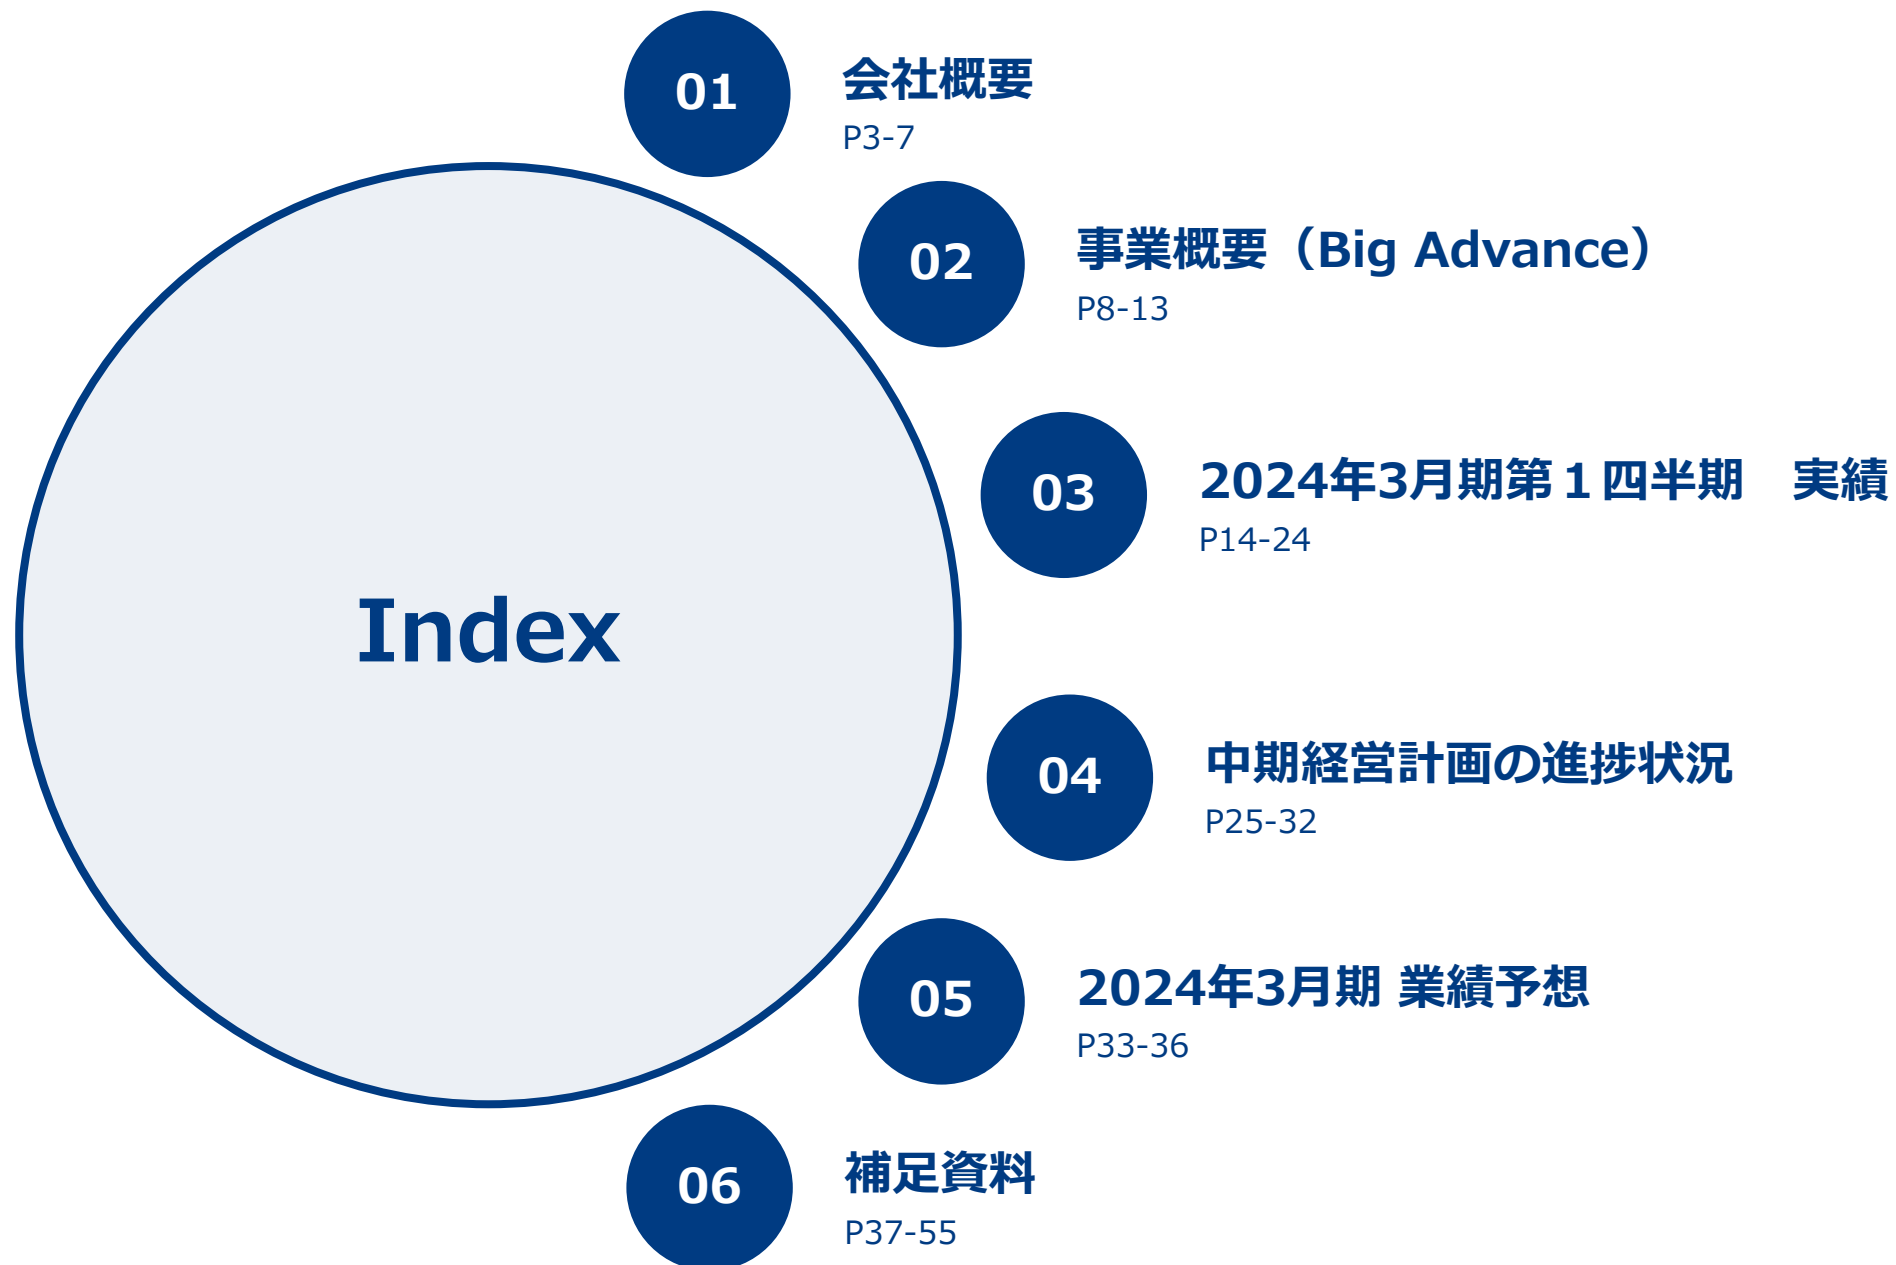 Index
01
会社概要
P3-7
02
事業概要（Big Advance）
P8-13
03
2024年3月期第１四半期　実績
P14-24
04
中期経営計画の進捗状況
P25-32
05
2024年3月期 業績予想
P33-36
06
補足資料
P37-55